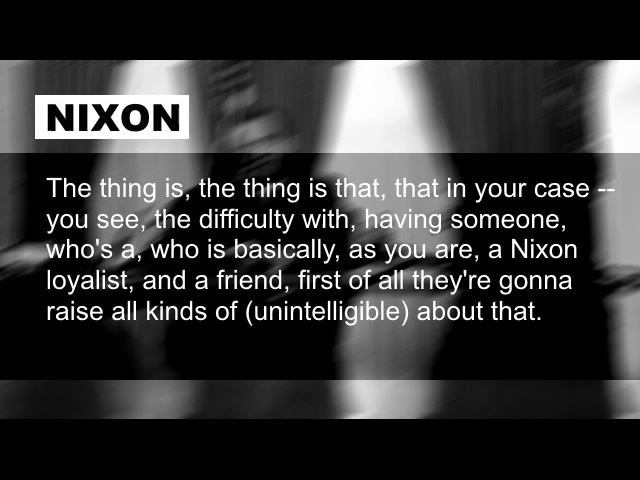 NIXON
The thing is, the thing is that, that in your case --
you see, the difficulty with, having someone,
who's a, who is basically, as you are, a Nixon
loyalist, and a friend, first of all they're gonna
raise all kinds of (unintelligible) about that.